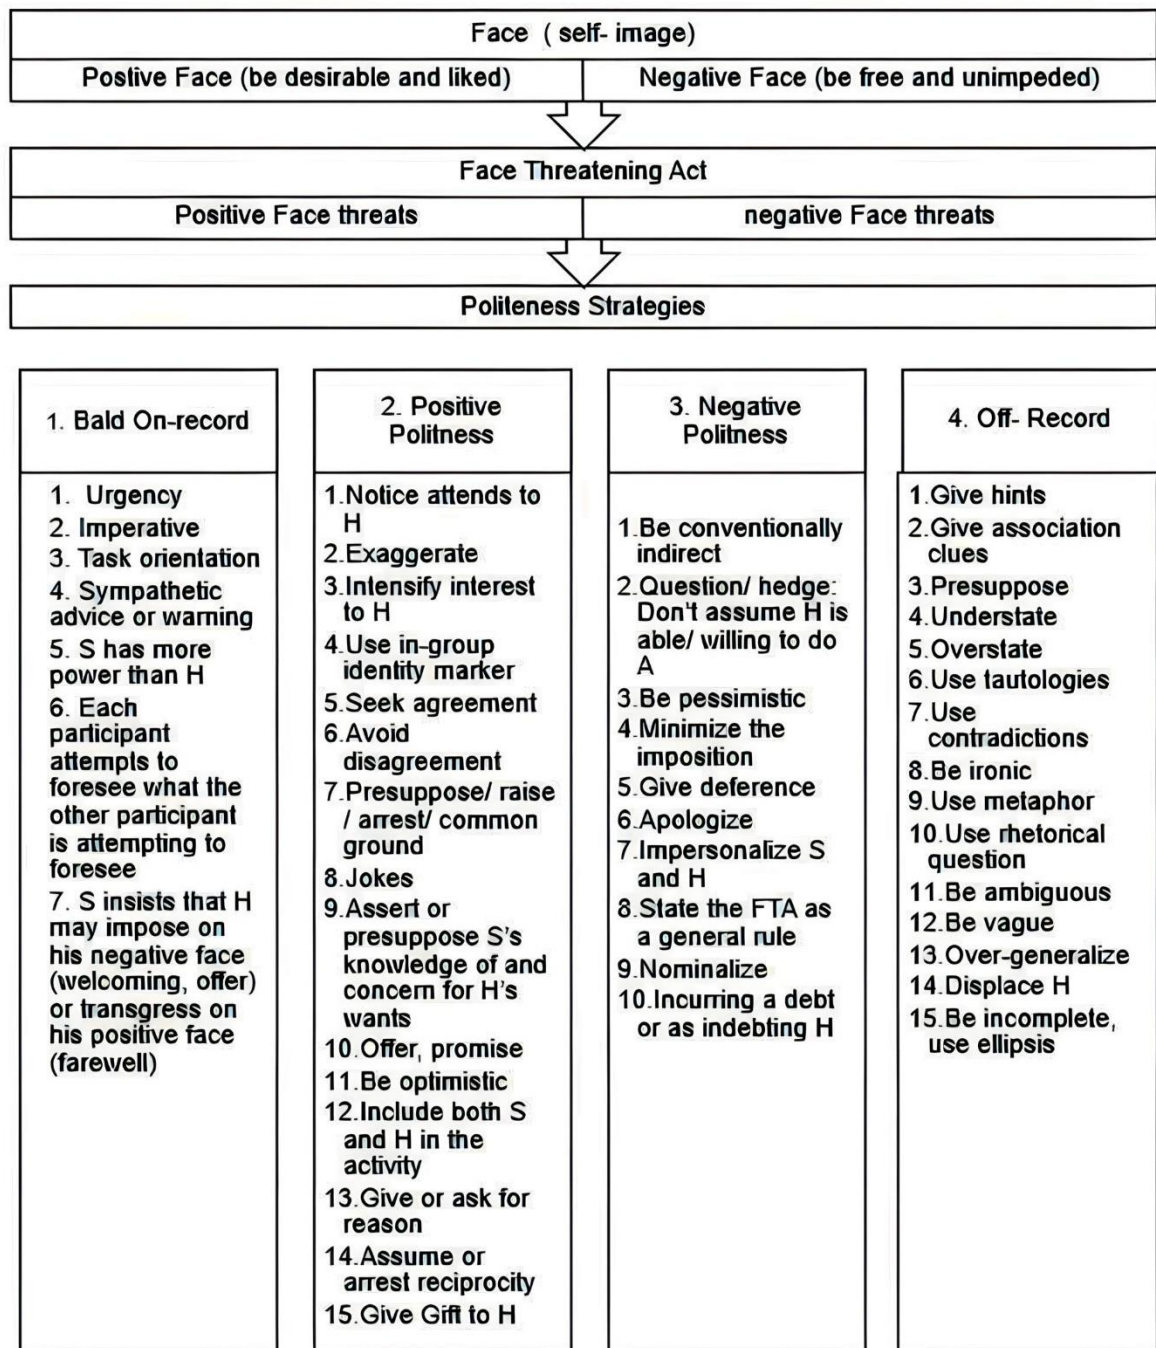 Face ( self- image)
Postive Face (be desirable and liked)
Negative Face (be free and unimpeded)
Face Threatening Act
Positive Face threats
negative Face threats
Politeness Strategies
1. Bald On-record
1. Urgency
2. Imperative
3. Task orientation
4. Sympathetic
advice or warning
5. S has more
power than H
6. Each
participant
attempts to
foresee what the
other participant
is attempting to
foresee
7. S insists that H
may impose on
his negative face
(welcoming, offer)
or transgress on
his positive face
(farewell)
2. Positive
Politness
1.Notice attends to
H
2.Exaggerate
3.Intensify interest
to H
4.Use in-group
identity marker
5.Seek agreement
6.Avoid
disagreement
7.Presuppose/ raise
/ arrest/ common
ground
8.Jokes
9.Assert or
presuppose S's
knowledge of and
concern for H's
wants
10.Offer, promise
11.Be optimistic
12.Include both S
and H in the
activity
13.Give or ask for
reason
14.Assume or
arrest reciprocity
15.Give Gift to H
3. Negative
Politness
1.Be conventionally
indirect
2.Question/ hedge:
Don't assume H is
able/ willing to do
A
3.Be pessimistic
4.Minimize the
imposition
5.Give deference
6.Apologize
7.Impersonalize S
and H
8.State the FTA as
a general rule
9.Nominalize
10.Incurring a debt
or as indebting H
4. Off- Record
1.Give hints
2.Give association
clues
3.Presuppose
4.Understate
5.Overstate
6.Use tautologies
7.Use
contradictions
8.Be ironic
9.Use metaphor
10.Use rhetorical
question
11.Be ambiguous
12.Be vague
13.Over-generalize
14.Displace H
15.Be incomplete,
use ellipsis